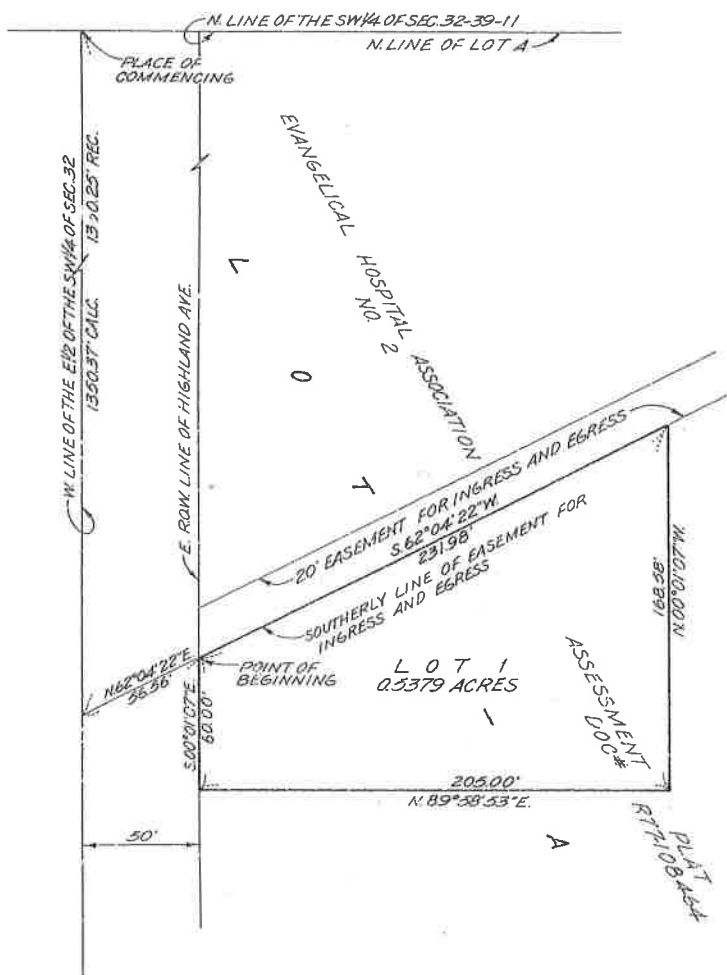 N. LINE OF THE SW1/4 OF SEC. 32-39-11
N. LINE OF LOT A
PLACE OF
COMMENCING
W. LINE OF THE E1/2 OF THE SW1/4 OF SEC. 32
1350.37' CALC.
REC.
E. R.O.W. LINE OF HIGHLAND AVE.
EVANGELICAL HOSPITAL ASSOCIATION
NO. 2
L O T
20' EASEMENT FOR INGRESS AND EGRESS
S. 62°04'22" W.
231.98'
SOUTHERLY LINE OF EASEMENT FOR
INGRESS AND EGRESS
N. 62°04'22" E.
56.56'
POINT OF
BEGINNING
S. 00°01'07" E.
60.00'
LOT 1
0.5379 ACRES
168.58'
N. 00°01'07" W.
ASSESSMENT
DOC #
205.00'
N. 89°58'53" E.
50'
A
PLAT
R77-108464